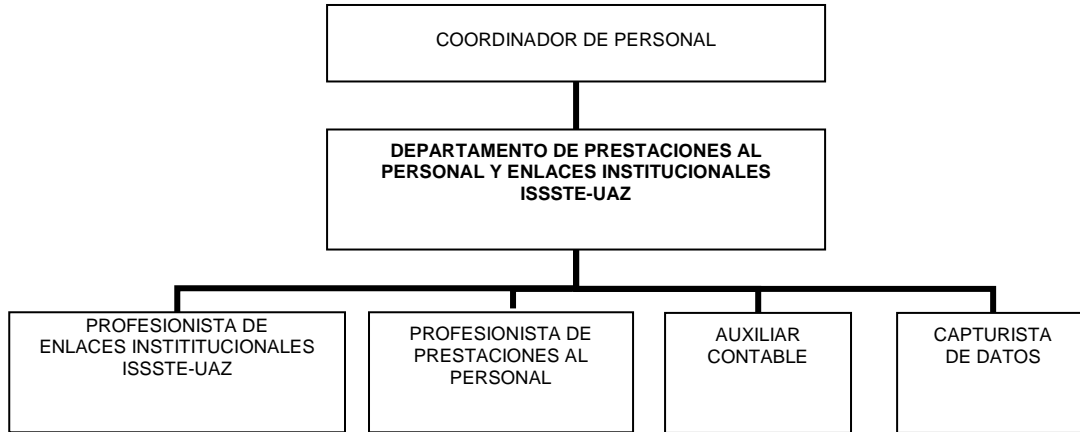 COORDINADOR DE PERSONAL
DEPARTAMENTO DE PRESTACIONES AL
PERSONAL Y ENLACES INSTITUCIONALES
ISSSTE-UAZ
PROFESIONISTA DE
ENLACES INSTITITUCIONALES
ISSSTE-UAZ
PROFESIONISTA DE
PRESTACIONES AL
PERSONAL
AUXILIAR
CONTABLE
CAPTURISTA
DE DATOS